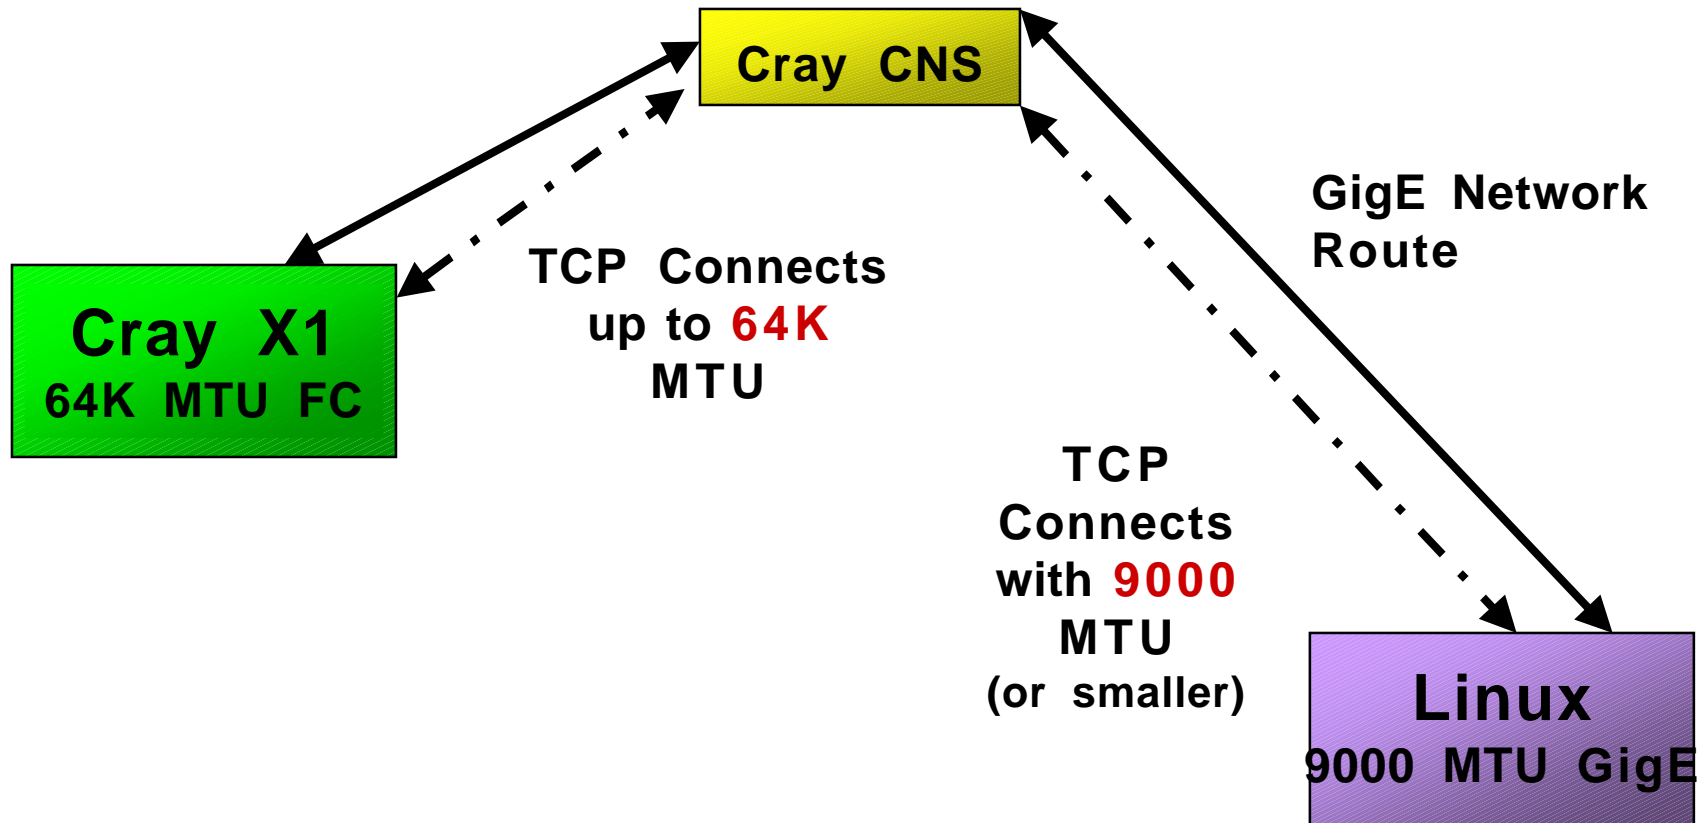 Cray CNS
GigE Network
Route
TCP Connects
up to 64K
MTU
Cray X1
64K MTU FC
TCP
Connects
with 9000
MTU
(or smaller)
Linux
9000 MTU GigE